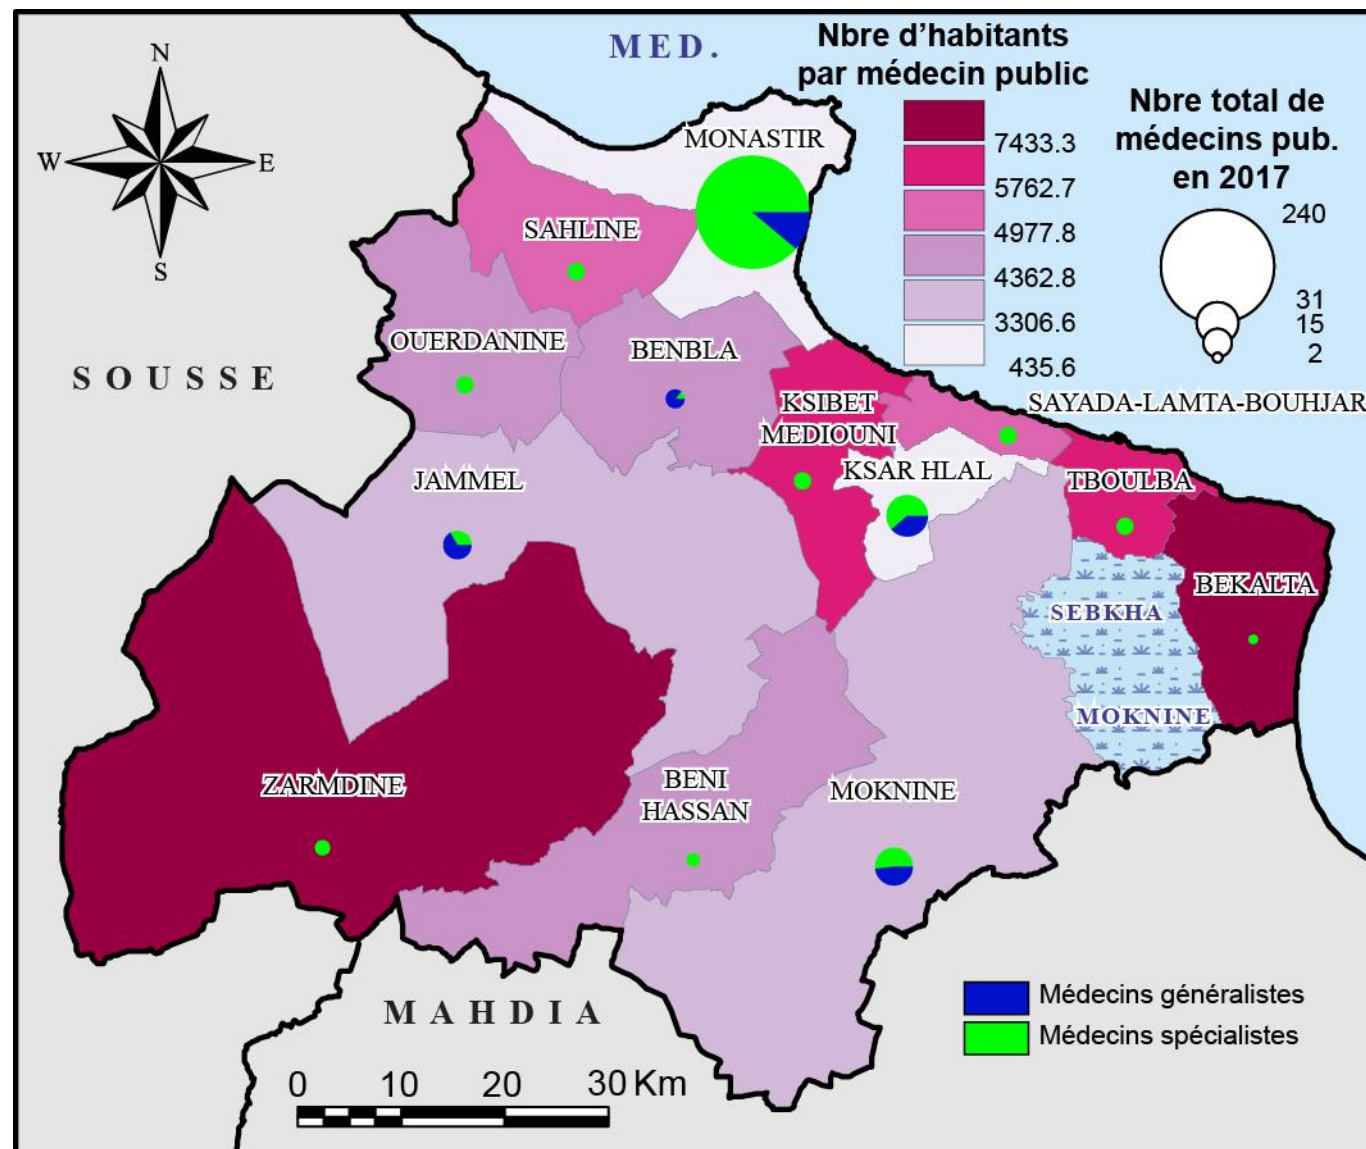 MED.
Nbre d’habitants
par médecin public
7433.3
5762.7
4977.8
4362.8
3306.6
435.6
Nbre total de
médecins pub.
en 2017
240
31
15
2
N
W
E
S
MONASTIR
SAHLINE
OUERDANINE
BENBLA
SOUSSE
KSIBET
MEDIOUNI
SAYADA-LAMTA-BOUHJAR
KSAR HLAL
TBOULBA
JAMMEL
BEKALTA
SEBKHA
MOKNINE
ZARMDINE
BENI
HASSAN
MOKNINE
MAHDIA
Médecins généralistes
Médecins spécialistes
0 10 20 30 Km